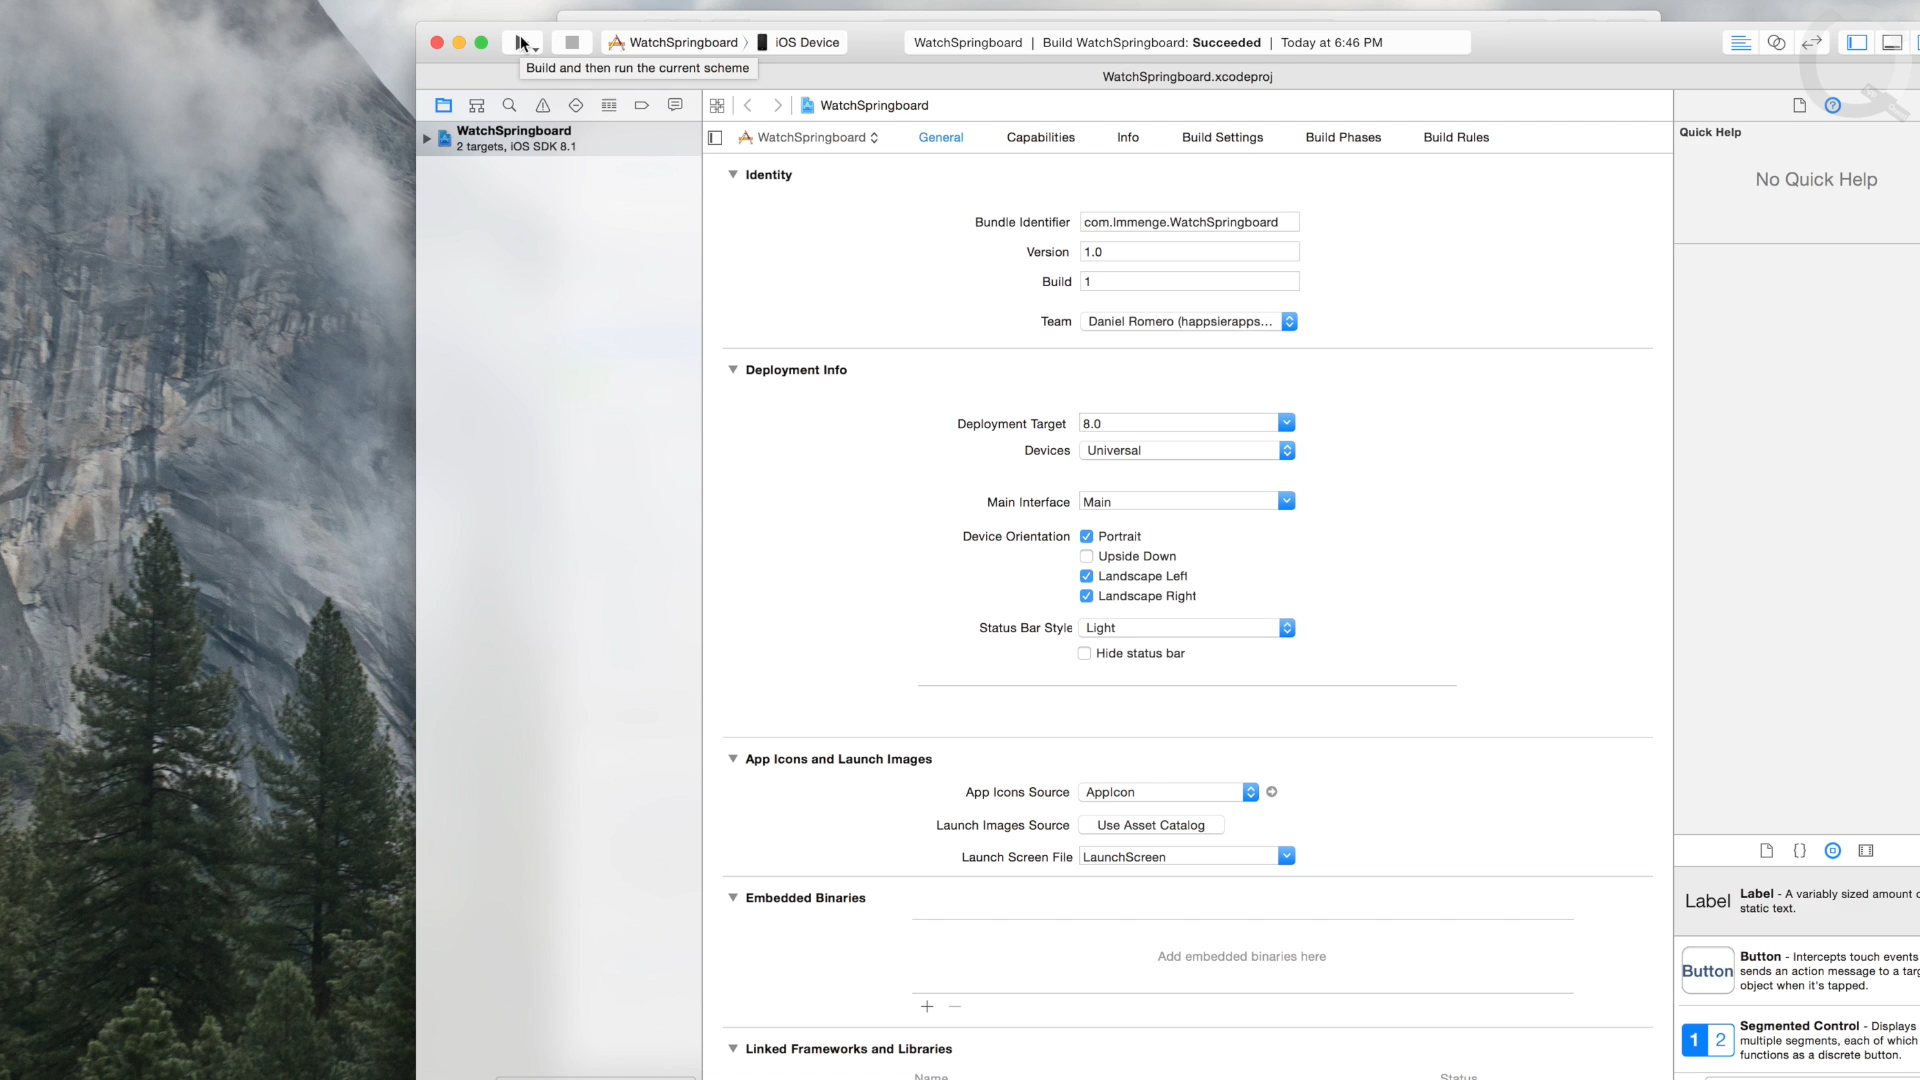 WatchSpringboard 〉 iOS Device
WatchSpringboard | Build WatchSpringboard: Succeeded | Today at 6:46 PM
Build and then run the current scheme
WatchSpringboard.xcodeproj
WatchSpringboard
2 targets, iOS SDK 8.1
WatchSpringboard
WatchSpringboard General Capabilities Info Build Settings Build Phases Build Rules
Quick Help
No Quick Help
Identity
Bundle Identifier com.lmmenge.WatchSpringboard
Version 1.0
Build 1
Team Daniel Romero (happsierapps...
Deployment Info
Deployment Target 8.0
Devices Universal
Main Interface Main
Device Orientation Portrait
Upside Down
Landscape Left
Landscape Right
Status Bar Style Light
Hide status bar
App Icons and Launch Images
App Icons Source AppIcon
Launch Images Source Use Asset Catalog
Launch Screen File LaunchScreen
Embedded Binaries
Add embedded binaries here
Linked Frameworks and Libraries
Name Status
Label Label - A variably sized amount
static text.
Button Button - Intercepts touch events
sends an action message to a
object when it's tapped.
1 2 Segmented Control - Displays
multiple segments, each of which
functions as a discrete button.